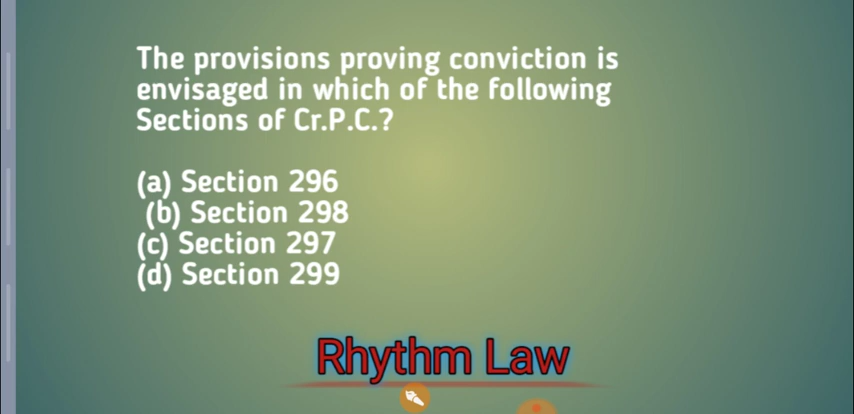 The provisions proving conviction is
envisaged in which of the following
Sections of Cr.P.C.?
(a) Section 296
(b) Section 298
(c) Section 297
(d) Section 299
Rhythm Law